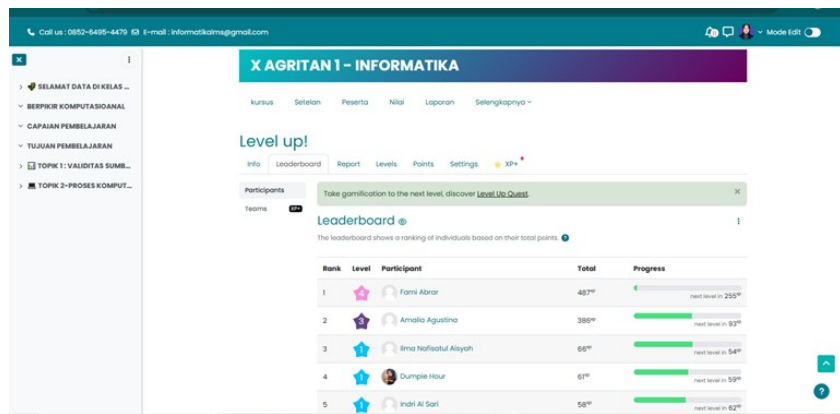 Call us : 0852-6495-4479 E-mail : informatikalms@gmail.com
Mode Edit
SELAMAT DATA DI KELAS ...
BERPIKIR KOMPUTASIOANAL
CAPAIAN PEMBELAJARAN
TUJUAN PEMBELAJARAN
TOPIK 1 : VALIDITAS SUMB...
TOPIK 2-PROSES KOMPUT...
X AGRITAN 1 - INFORMATIKA
kursus Setelan Peserta Nilai Laporan Selengkapnya
Level up!
Info Leaderboard Report Levels Points Settings XP+
Participants
Teams XP+
Take gamification to the next level, discover Level Up Quest.
Leaderboard
The leaderboard shows a ranking of individuals based on their total points.
Rank Level Participant Total Progress
1 4 Fami Abrar 487xp next level in 255xp
2 3 Amalia Agustina 386xp next level in 93xp
3 1 Ilma Nafisatul Aisyah 66xp next level in 54xp
4 1 Dumpie Hour 61xp next level in 59xp
5 1 Indri Al Sari 58xp next level in 62xp